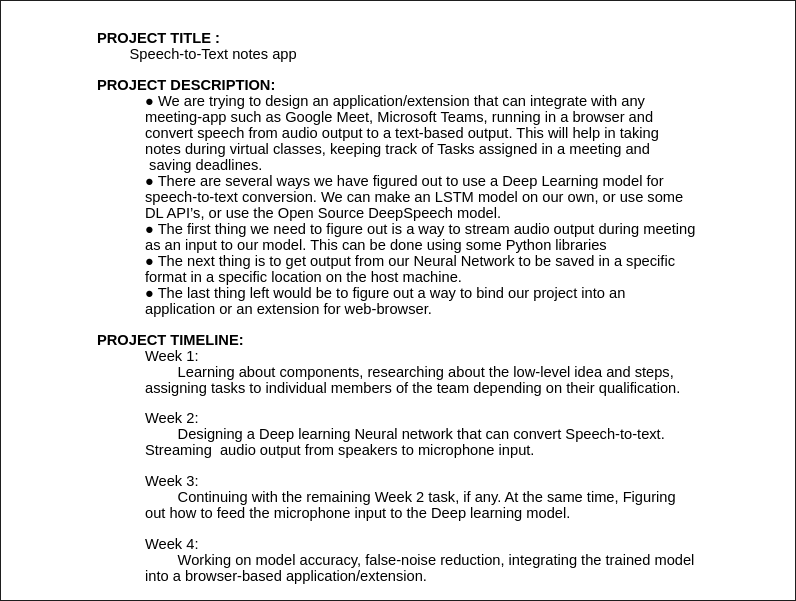 PROJECT TITLE :
Speech-to-Text notes app
PROJECT DESCRIPTION:
● We are trying to design an application/extension that can integrate with any
meeting-app such as Google Meet, Microsoft Teams, running in a browser and
convert speech from audio output to a text-based output. This will help in taking
notes during virtual classes, keeping track of Tasks assigned in a meeting and
saving deadlines.
● There are several ways we have figured out to use a Deep Learning model for
speech-to-text conversion. We can make an LSTM model on our own, or use some
DL API's, or use the Open Source DeepSpeech model.
● The first thing we need to figure out is a way to stream audio output during meeting
as an input to our model. This can be done using some Python libraries
● The next thing is to get output from our Neural Network to be saved in a specific
format in a specific location on the host machine.
● The last thing left would be to figure out a way to bind our project into an
application or an extension for web-browser.
PROJECT TIMELINE:
Week 1:
Learning about components, researching about the low-level idea and steps,
assigning tasks to individual members of the team depending on their qualification.
Week 2:
Designing a Deep learning Neural network that can convert Speech-to-text.
Streaming  audio output from speakers to microphone input.
Week 3:
Continuing with the remaining Week 2 task, if any. At the same time, Figuring
out how to feed the microphone input to the Deep learning model.
Week 4:
Working on model accuracy, false-noise reduction, integrating the trained model
into a browser-based application/extension.